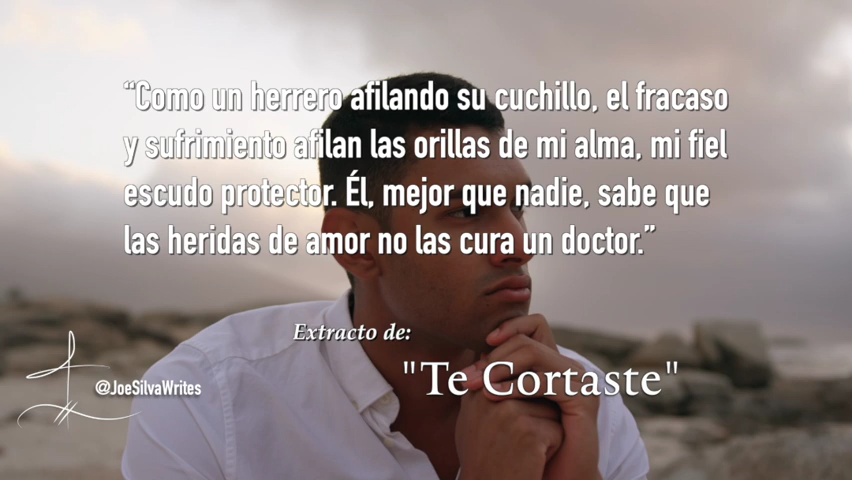 “Como un herrero afilando su cuchillo, el fracaso
y sufrimiento afilan las orillas de mi alma, mi fiel
escudo protector. Él, mejor que nadie, sabe que
las heridas de amor no las cura un doctor.”
Extracto de:
"Te Cortaste"
@JoeSilvaWrites